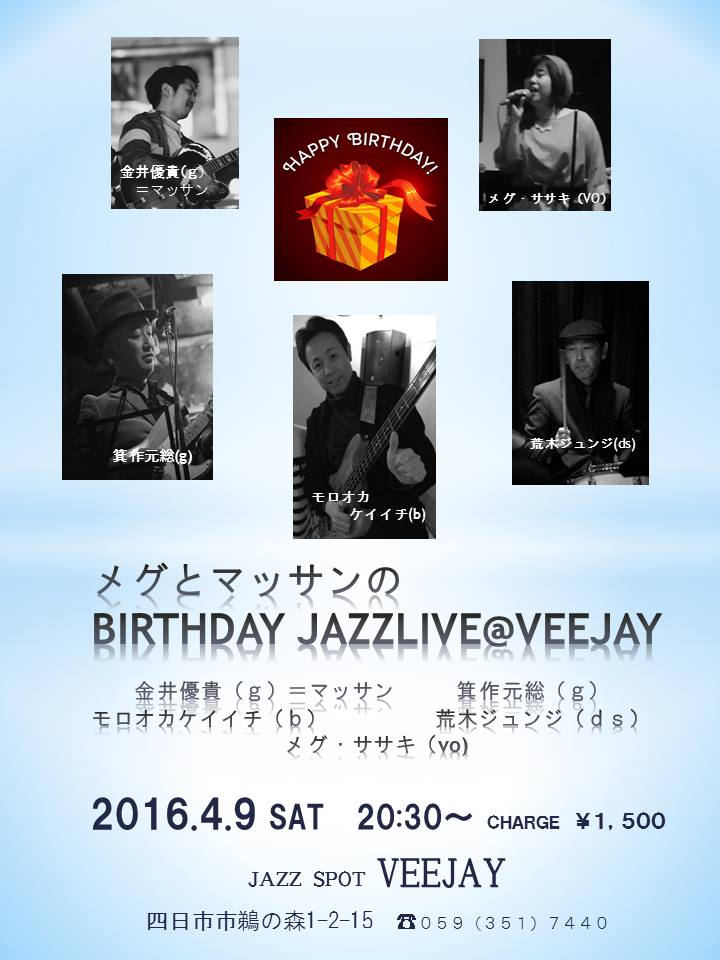 金井優貴(g)
＝マッサン
HAPPY BIRTHDAY!
メグ・ササキ (VO)
箕作元総(g)
モロオカ
ケイイチ(b)
荒木ジュンジ(ds)
メグとマッサンの
BIRTHDAY JAZZLIVE@VEEJAY
金井優貴（ｇ）＝マッサン　　箕作元総（ｇ）
モロオカケイイチ（ｂ）　　荒木ジュンジ（ｄｓ）
メグ・ササキ（vo)
2016.4.9 SAT　20:30～ CHARGE ￥1，500
JAZZ SPOT VEEJAY
四日市市鵜の森1-2-15　☎０５９（３５１）７４４０